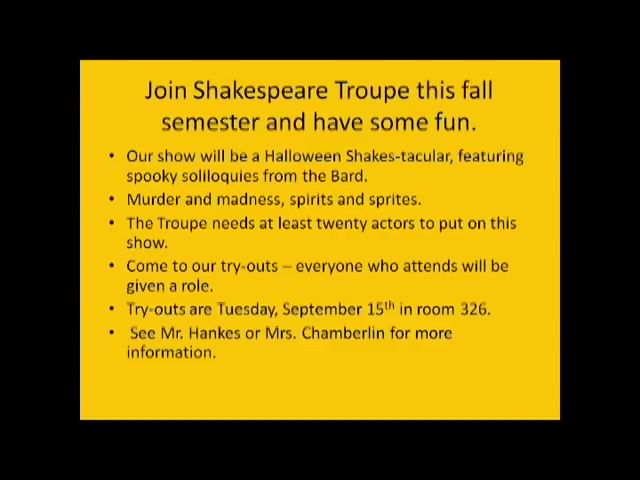 Join Shakespeare Troupe this fall
semester and have some fun.
• Our show will be a Halloween Shakes-tacular, featuring
spooky soliloquies from the Bard.
• Murder and madness, spirits and sprites.
• The Troupe needs at least twenty actors to put on this
show.
• Come to our try-outs – everyone who attends will be
given a role.
• Try-outs are Tuesday, September 15th in room 326.
• See Mr. Hankes or Mrs. Chamberlin for more
information.